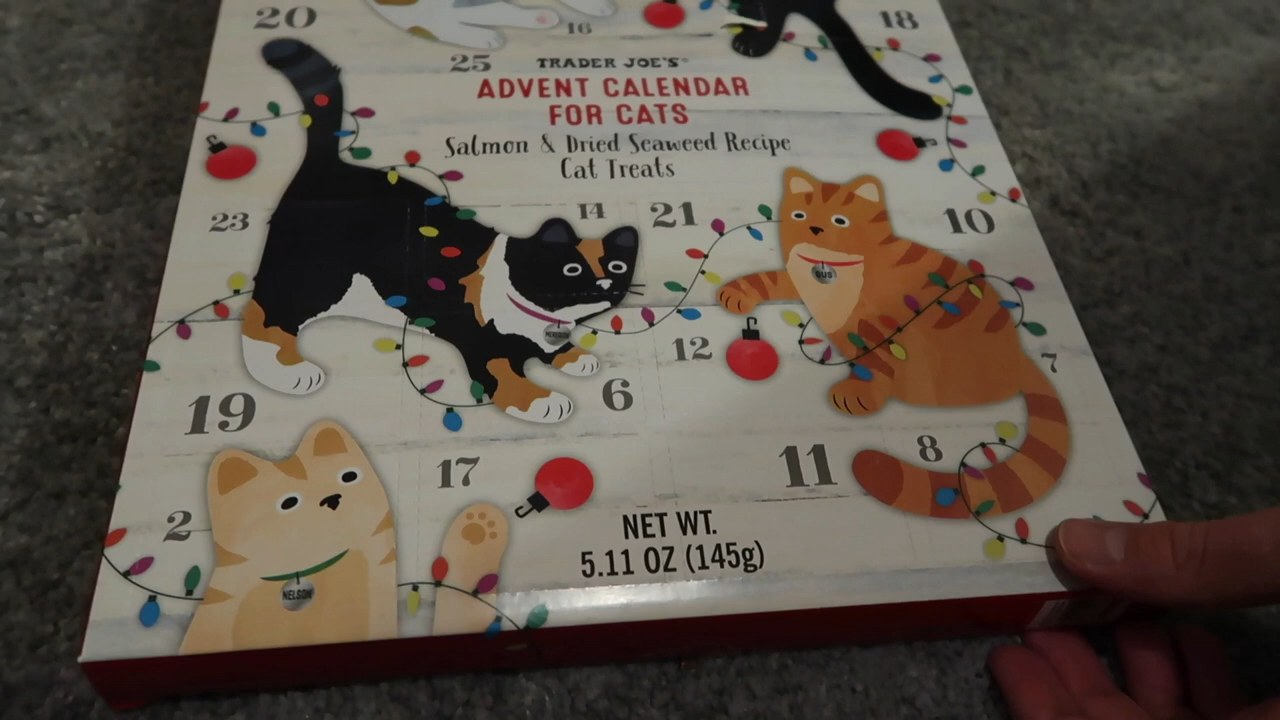 20
16
18
25
TRADER JOE'S®
ADVENT CALENDAR
FOR CATS
Salmon & Dried Seaweed Recipe
Cat Treats
23
14
21
10
GUS
12
7
19
6
17
11
8
2
NET WT.
5.11 OZ (145g)
NELSON